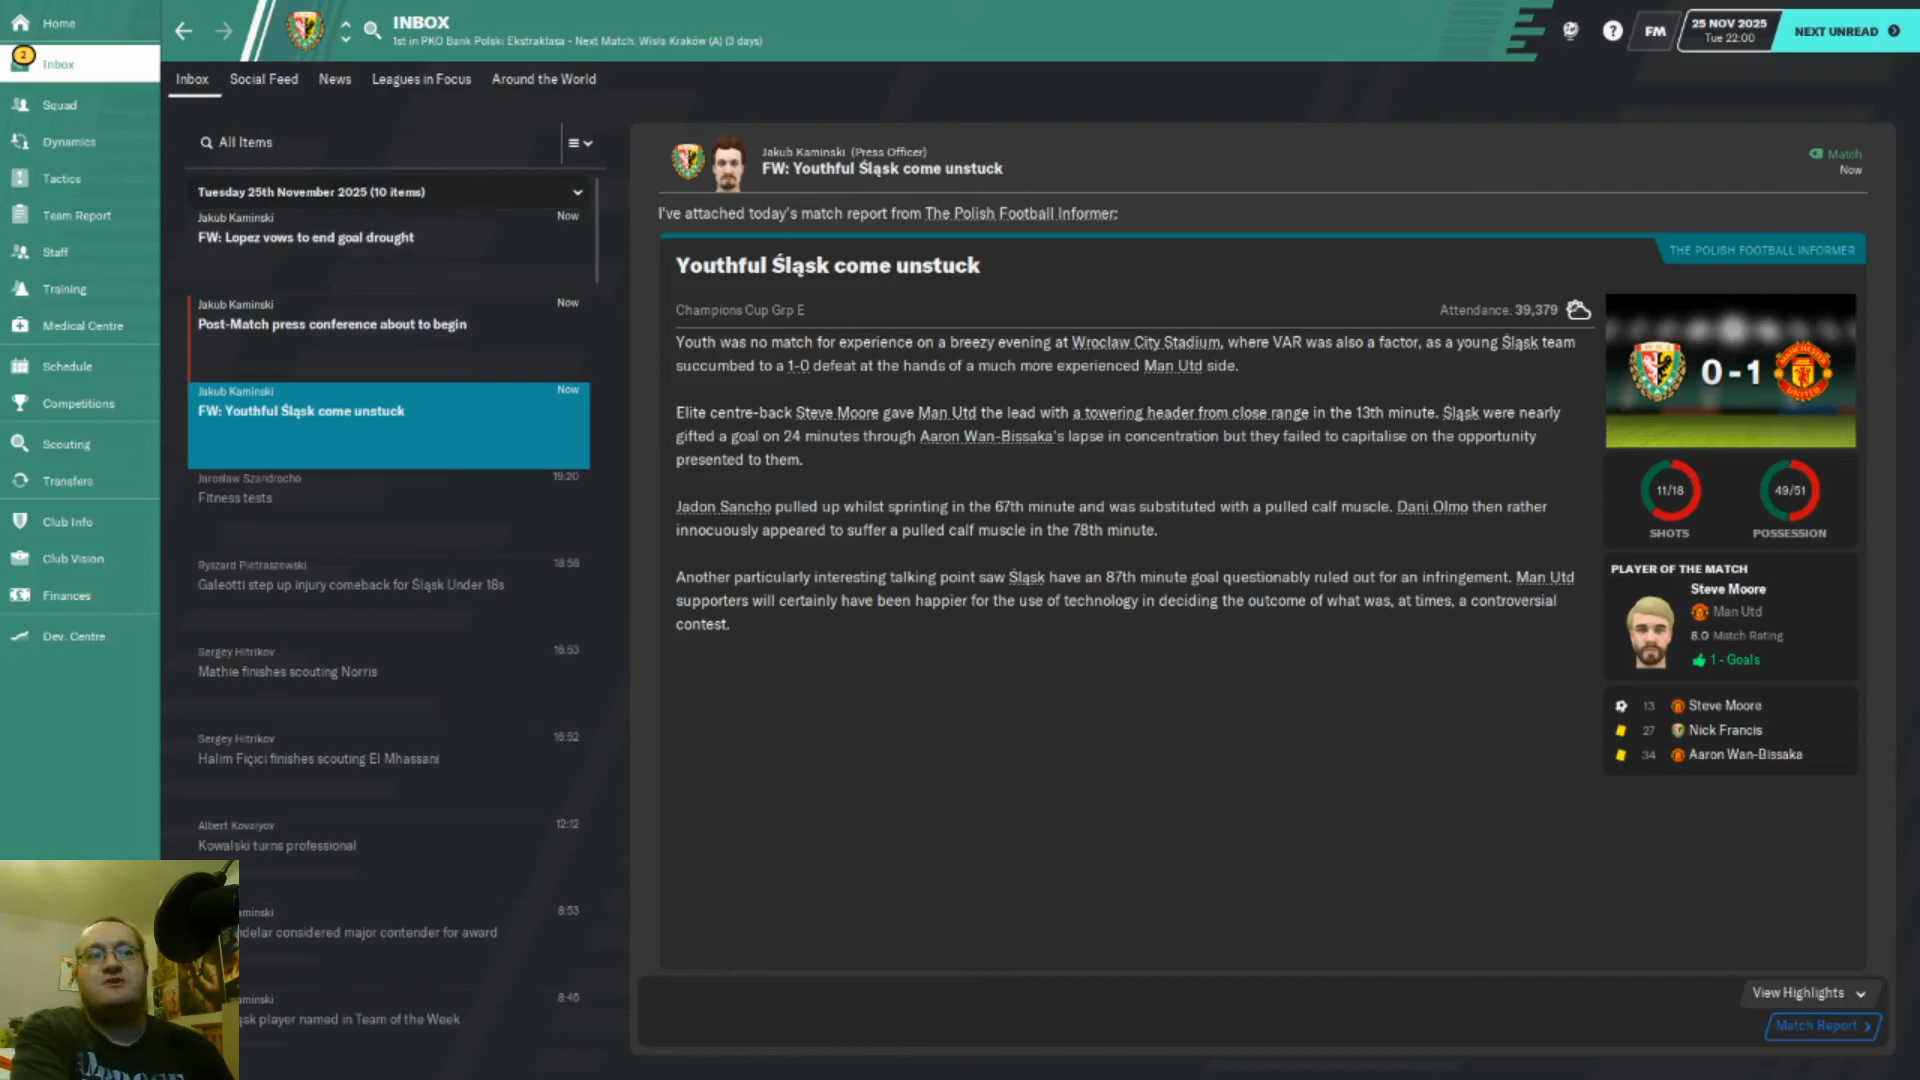 Home
2
Inbox
Squad
Dynamics
Tactics
Team Report
Staff
Training
Medical Centre
Schedule
Competitions
Scouting
Transfers
Club Info
Club Vision
Finances
Dev. Centre
INBOX
1st in PKO Bank Polski Ekstraklasa - Next Match: Wisła Kraków (A) (3 days)
FM
25 NOV 2025
Tue 22:00
NEXT UNREAD
Inbox Social Feed News Leagues in Focus Around the World
All Items
Tuesday 25th November 2025 (10 items)
Jakub Kaminski Now
FW: Lopez vows to end goal drought
Jakub Kaminski Now
Post-Match press conference about to begin
Jakub Kaminski Now
FW: Youthful Śląsk come unstuck
Jaroslaw Szandrocho 19:20
Fitness tests
Ryszard Pietraszewski 18:58
Galeotti step up injury comeback for Śląsk Under 18s
Sergey Hitrikov 16:53
Mathie finishes scouting Norris
Sergey Hitrikov 16:52
Halim Fiçici finishes scouting El Mhassani
Albert Kovalyov 12:12
Kowalski turns professional
aminski 8:53
ndelar considered major contender for award
aminski 8:46
ąsk player named in Team of the Week
Jakub Kaminski (Press Officer)
FW: Youthful Śląsk come unstuck
Match
Now
I've attached today's match report from The Polish Football Informer:
THE POLISH FOOTBALL INFORMER
Youthful Śląsk come unstuck
Champions Cup Grp E Attendance: 39,379
Youth was no match for experience on a breezy evening at Wroclaw City Stadium, where VAR was also a factor, as a young Śląsk team
succumbed to a 1-0 defeat at the hands of a much more experienced Man Utd side.
Elite centre-back Steve Moore gave Man Utd the lead with a towering header from close range in the 13th minute. Śląsk were nearly
gifted a goal on 24 minutes through Aaron Wan-Bissaka's lapse in concentration but they failed to capitalise on the opportunity
presented to them.
Jadon Sancho pulled up whilst sprinting in the 67th minute and was substituted with a pulled calf muscle. Dani Olmo then rather
innocuously appeared to suffer a pulled calf muscle in the 78th minute.
Another particularly interesting talking point saw Śląsk have an 87th minute goal questionably ruled out for an infringement. Man Utd
supporters will certainly have been happier for the use of technology in deciding the outcome of what was, at times, a controversial
contest.
0 - 1
11/18
SHOTS
49/51
POSSESSION
PLAYER OF THE MATCH
Steve Moore
Man Utd
8.0 Match Rating
1 - Goals
13 Steve Moore
27 Nick Francis
34 Aaron Wan-Bissaka
View Highlights
Match Report